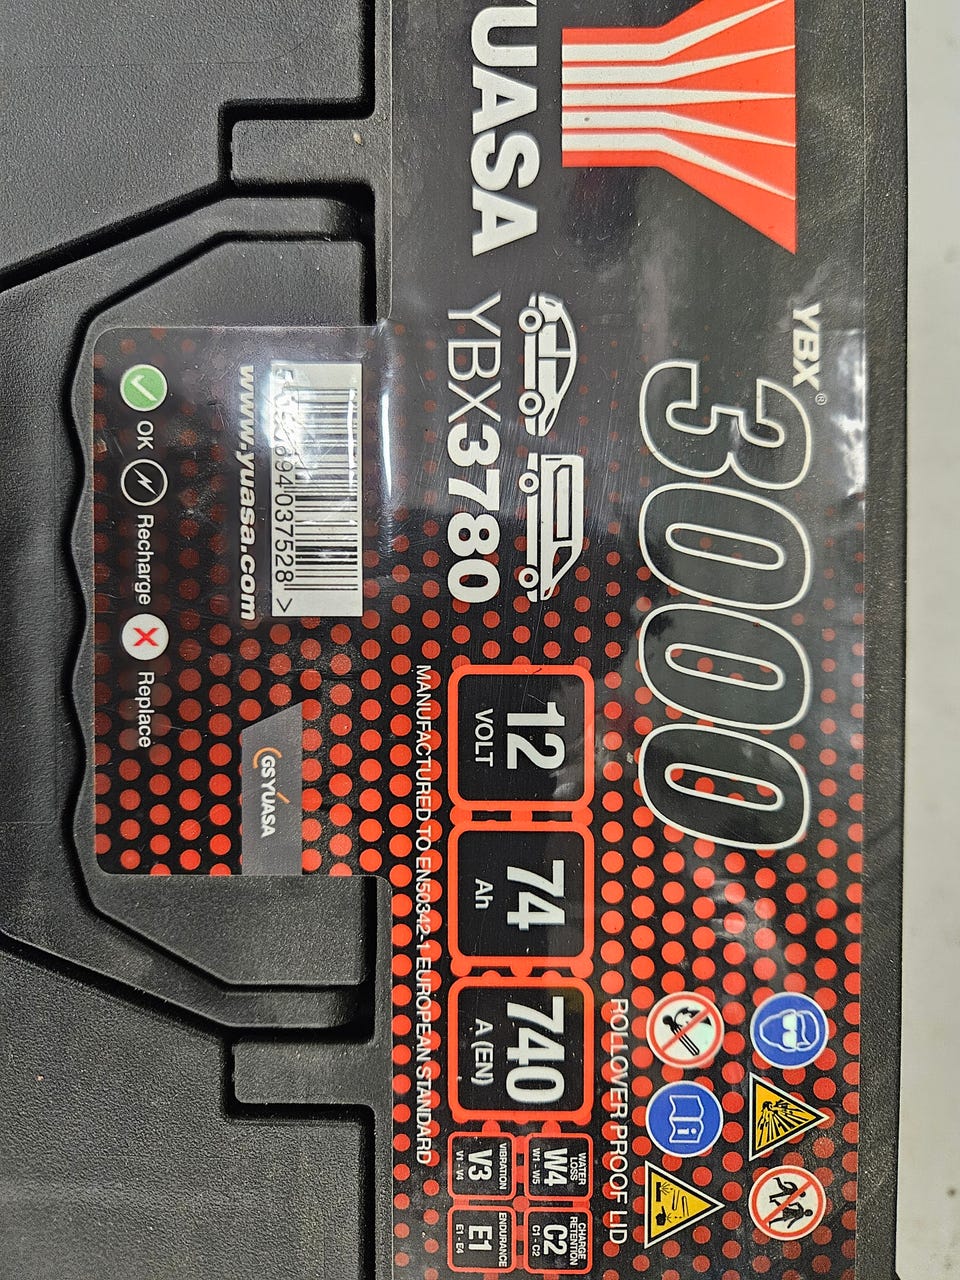 YUASA
YBX®
3000
YBX3780
ROLLOVER PROOF LID
12
VOLT
74
Ah
740
A (EN)
WATER
LOSS
W4
W1 - W5
CHARGE
RETENTION
C2
C1 - C2
VIBRATION
V3
V1 - V4
ENDURANCE
E1
E1 - E4
MANUFACTURED TO EN50342-1 EUROPEAN STANDARD
694 037528 >
www.yuasa.com
GS YUASA
OK
Recharge
Replace